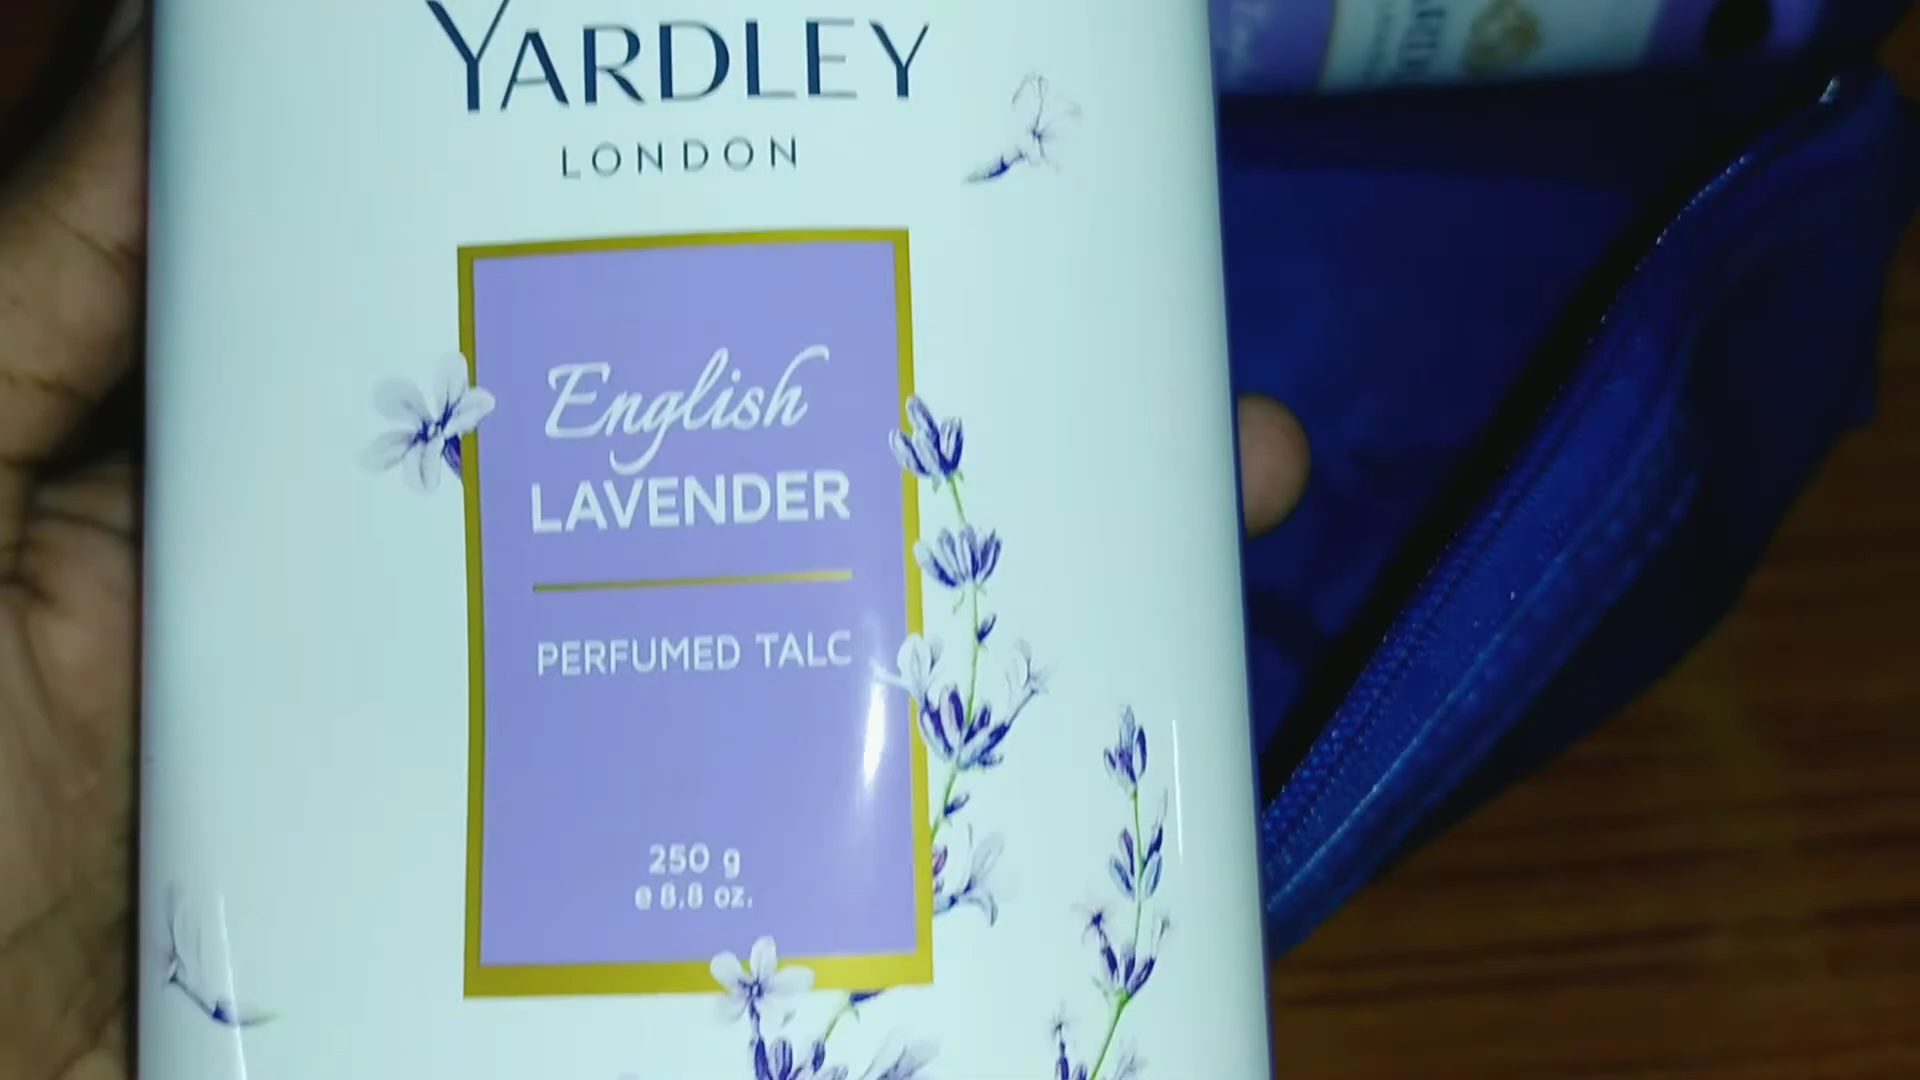 YARDLEY
LONDON
English
LAVENDER
PERFUMED TALC
250 g
e 8.8 oz.